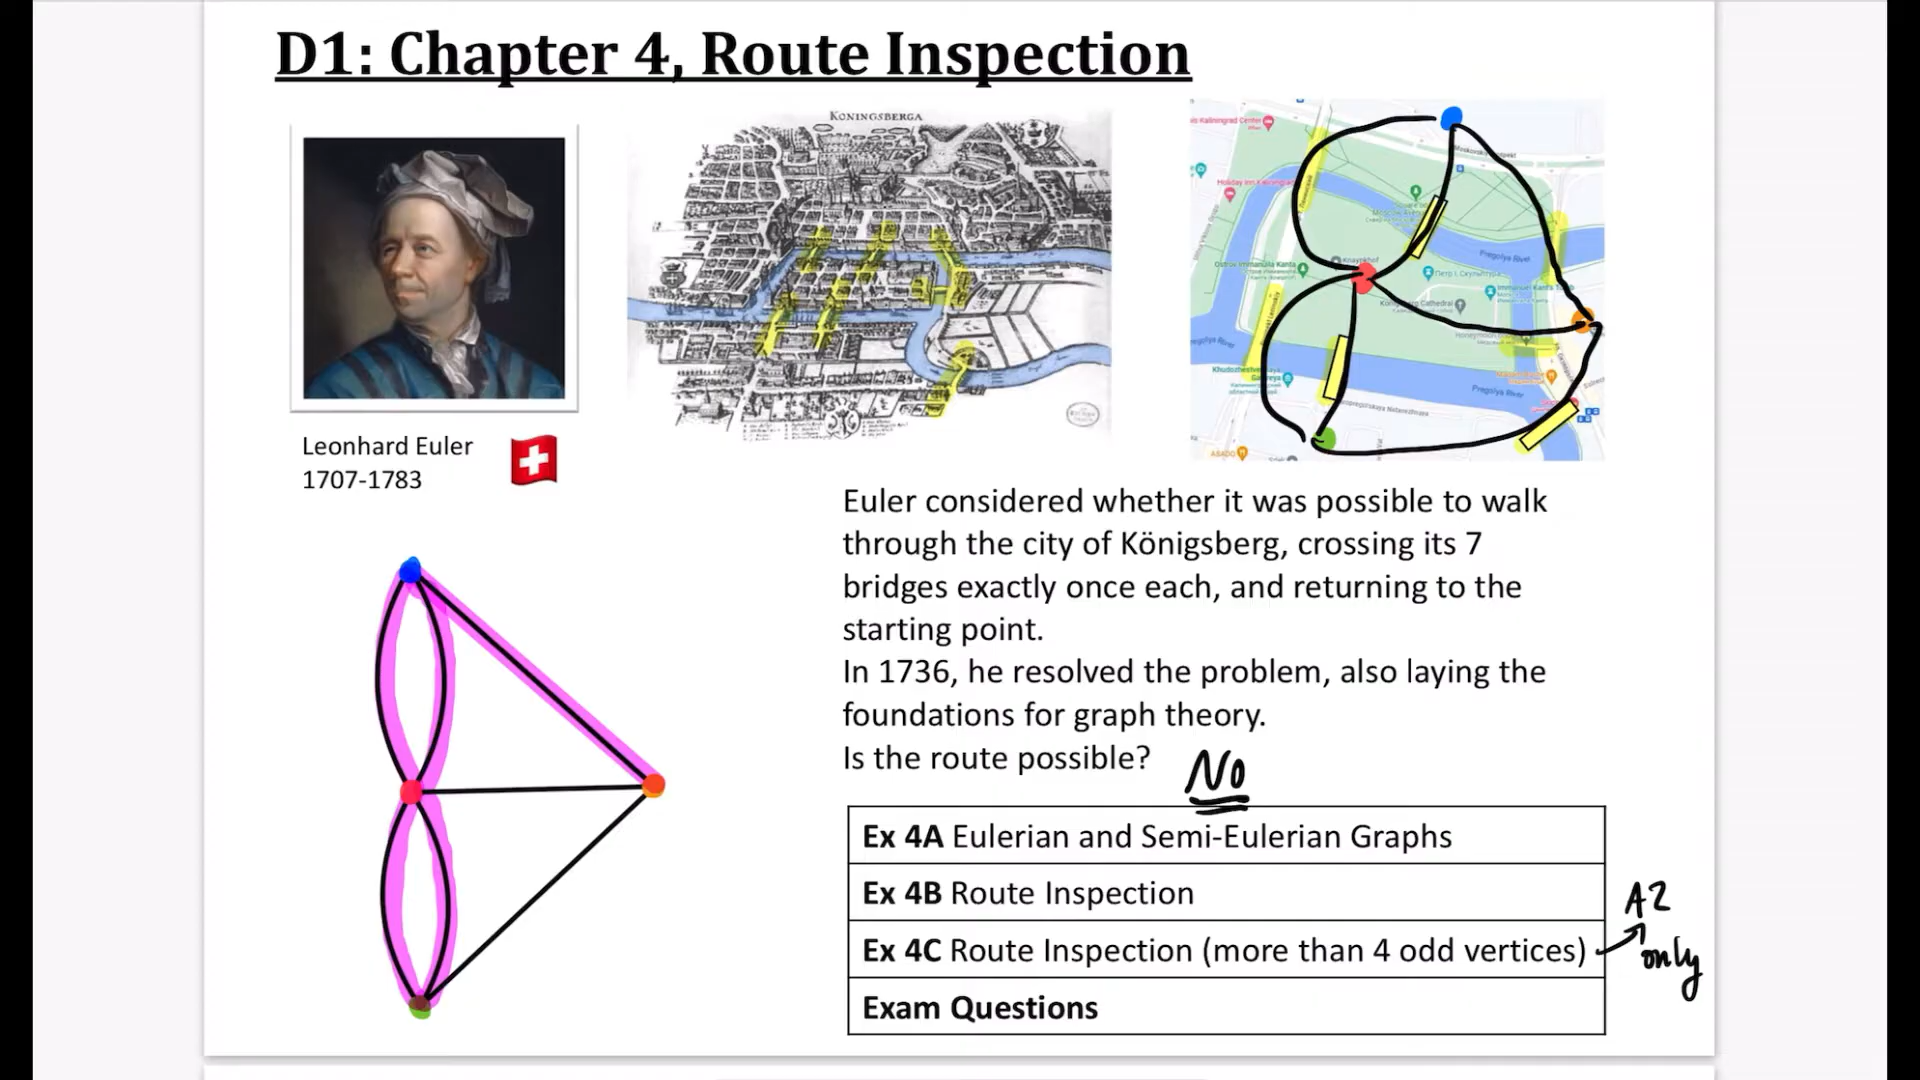 D1: Chapter 4, Route Inspection
KONINGSBERGA
Leonhard Euler
1707-1783
Pregolya River
Pregolya River
Euler considered whether it was possible to walk
through the city of Königsberg, crossing its 7
bridges exactly once each, and returning to the
starting point.
In 1736, he resolved the problem, also laying the
foundations for graph theory.
Is the route possible?
NO
Ex 4A Eulerian and Semi-Eulerian Graphs
Ex 4B Route Inspection
Ex 4C Route Inspection (more than 4 odd vertices)
A2
only
Exam Questions